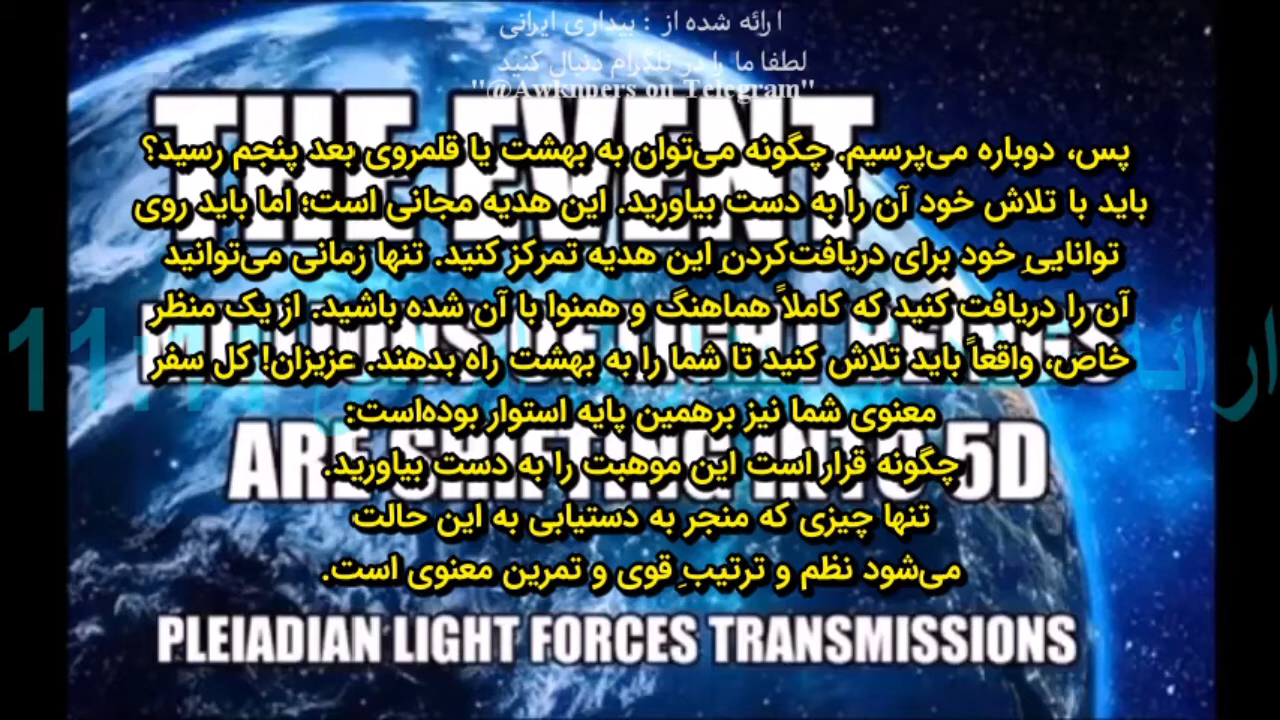 ارائه شده از : بیداری ایرانی
لطفا ما را در تلگرام دنبال کنید
"@Awknpers on Telegram"
THE EVENT
پس، دوباره می‌پرسیم. چگونه می‌توان به بهشت یا قلمروی بعد پنجم رسید؟
باید با تلاش خود آن را به دست بیاورید. این هدیه مجانی است؛ اما باید روی
تواناییِ خود برای دریافت‌کردنِ این هدیه تمرکز کنید. تنها زمانی می‌توانید
آن را دریافت کنید که کاملاً هماهنگ و همنوا با آن شده باشید. از یک منظر
خاص، واقعاً باید تلاش کنید تا شما را به بهشت راه بدهند. عزیزان! کل سفر
معنوی شما نیز برهمین پایه استوار بوده‌است:
چگونه قرار است این موهبت را به دست بیاورید.
تنها چیزی که منجر به دستیابی به این حالت
می‌شود نظم و ترتیبِ قوی و تمرین معنوی است.
ارائه
ARE SHIFTING INTO 5D
PLEIADIAN LIGHT FORCES TRANSMISSIONS